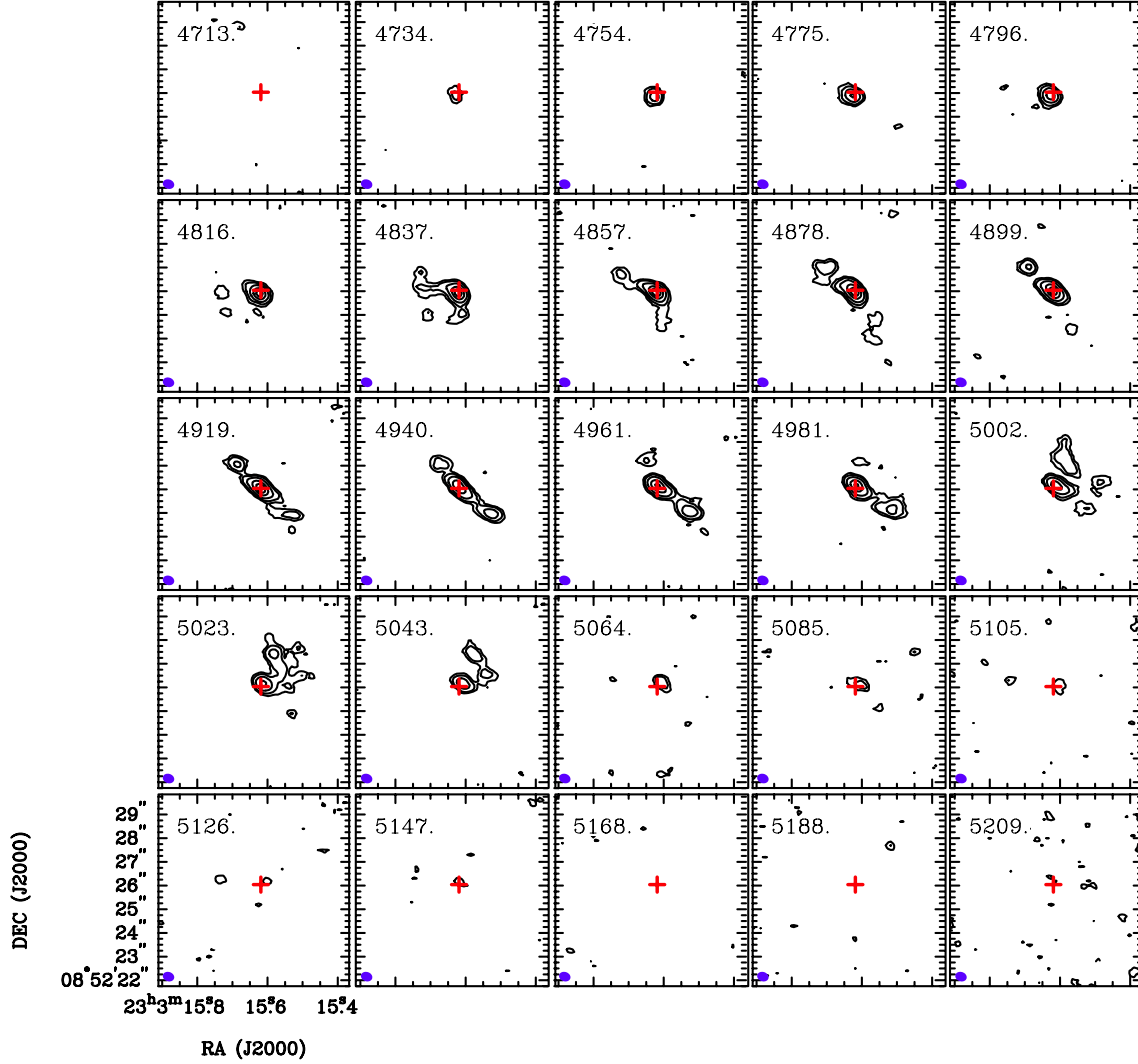 4713. 4734. 4754. 4775. 4796.
4816. 4837. 4857. 4878. 4899.
4919. 4940. 4961. 4981. 5002.
5023. 5043. 5064. 5085. 5105.
5126. 5147. 5168. 5188. 5209.
29"
28"
27"
26"
25"
24"
23"
08°52'22"
23h3m15s.8 15s.6 15s.4
DEC (J2000)
RA (J2000)